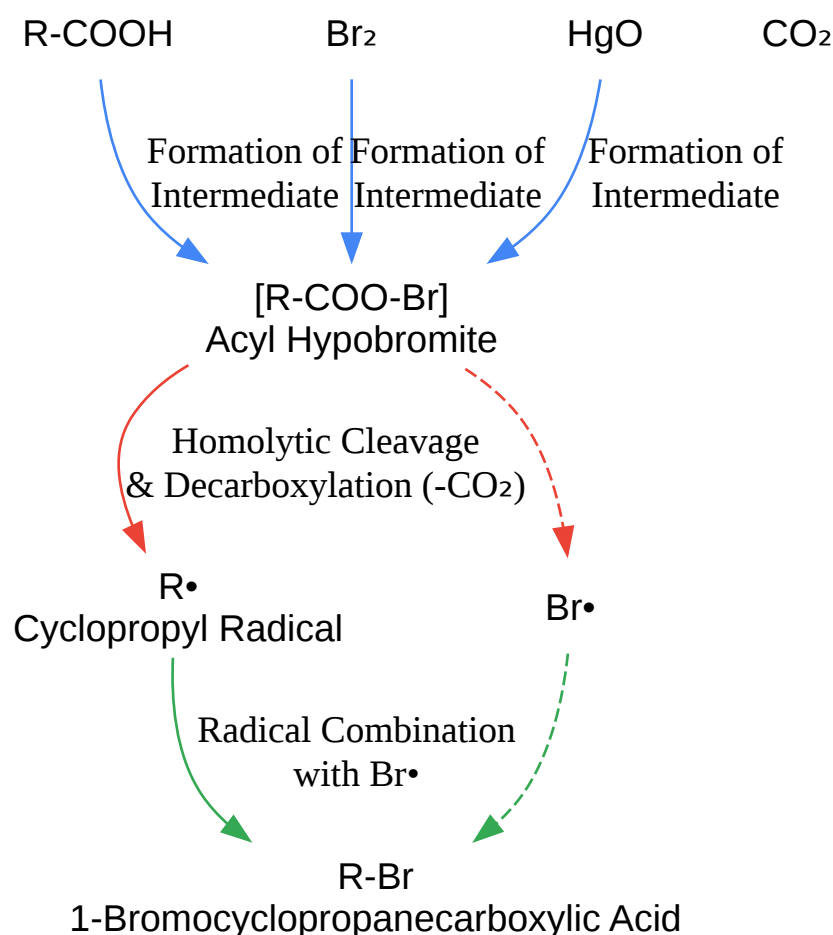 R-COOH
Br₂
HgO
CO₂
Formation of
Intermediate
Formation of
Intermediate
Formation of
Intermediate
[R-COO-Br]
Acyl Hypobromite
Homolytic Cleavage
& Decarboxylation (-CO₂)
R•
Cyclopropyl Radical
Br•
Radical Combination
with Br•
R-Br
1-Bromocyclopropanecarboxylic Acid